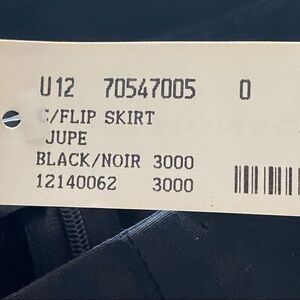 U12 70547005 0
/FLIP SKIRT
JUPE
BLACK/NOIR 3000
12140062 3000